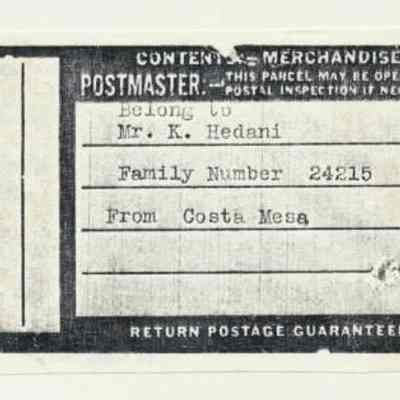 CONTENTS:— MERCHANDISE
POSTMASTER:— THIS PARCEL MAY BE OPE
POSTAL INSPECTION IF NE
Belong to
Mr. K. Hedani
Family Number 24215
From Costa Mesa
RETURN POSTAGE GUARANTEE